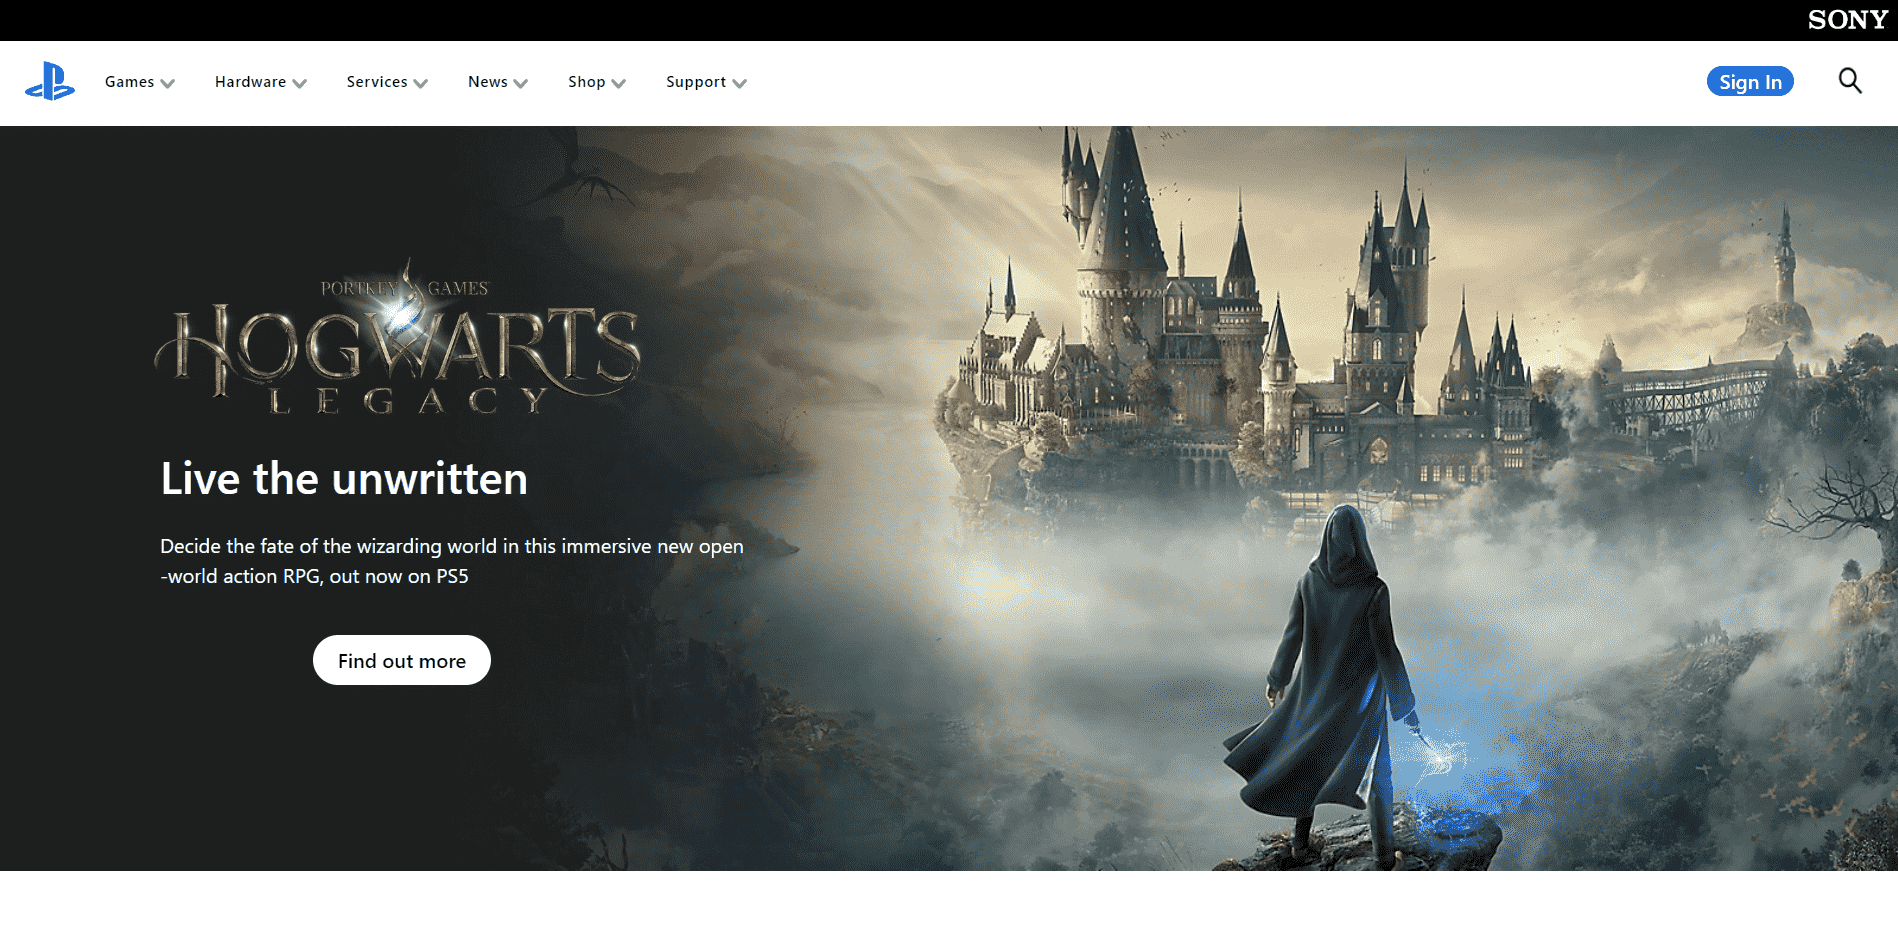 SONY
Games
Hardware
Services
News
Shop
Support
Sign In
PORTKEY GAMES
HOGWARTS
LEGACY
Live the unwritten
Decide the fate of the wizarding world in this immersive new open
-world action RPG, out now on PS5
Find out more